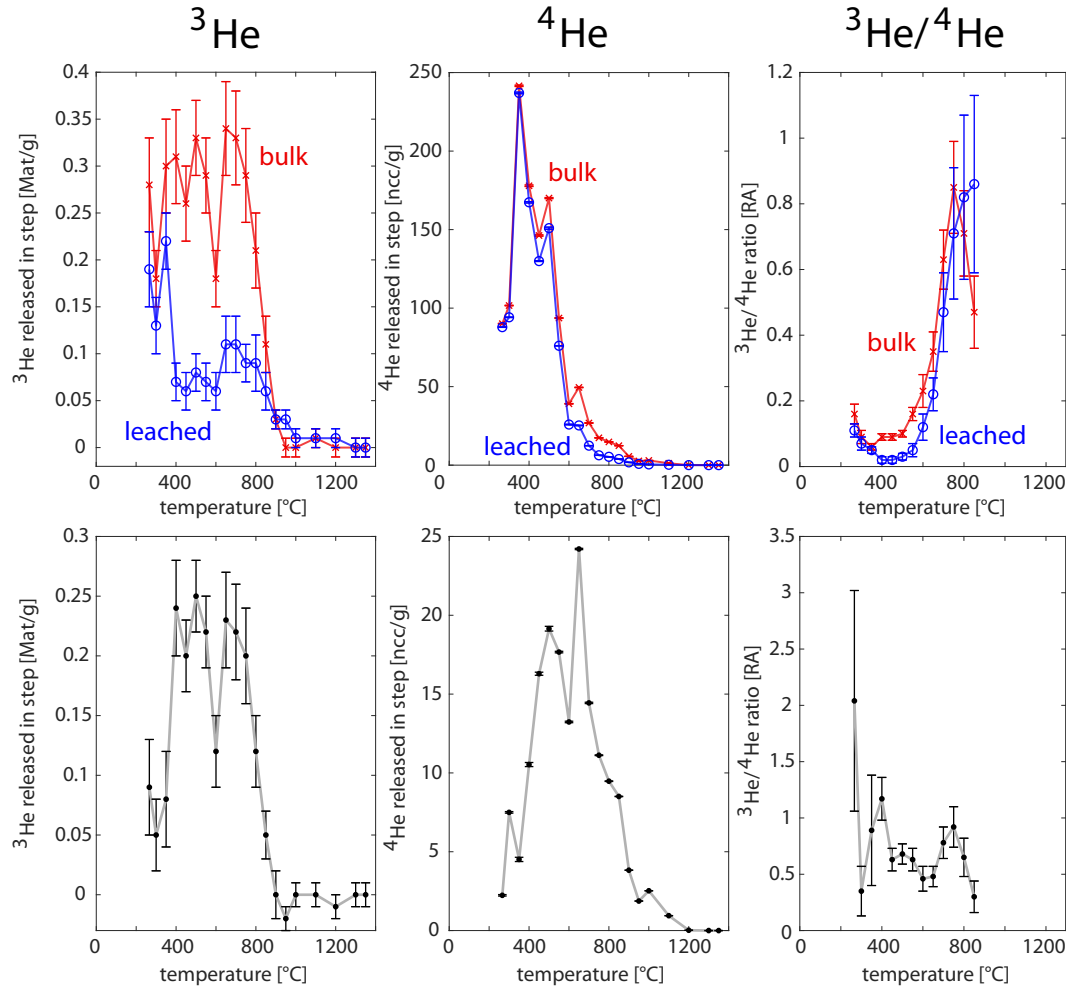 ³He
⁴He
³He/⁴He
³He released in step [Mat/g]
0.4
0.35
0.3
0.25
0.2
0.15
0.1
0.05
0
bulk
leached
0 400 800 1200
temperature [°C]
⁴He released in step [ncc/g]
250
200
150
100
50
0
bulk
leached
0 400 800 1200
temperature [°C]
³He/⁴He ratio [RA]
1
0.8
0.6
0.4
0.2
0
bulk
leached
0 400 800 1200
temperature [°C]
³He released in step [Mat/g]
0.3
0.25
0.2
0.15
0.1
0.05
0
0 400 800 1200
temperature [°C]
⁴He released in step [ncc/g]
25
20
15
10
5
0
0 400 800 1200
temperature [°C]
³He/⁴He ratio [RA]
3.5
3
2.5
2
1.5
1
0.5
0
0 400 800 1200
temperature [°C]